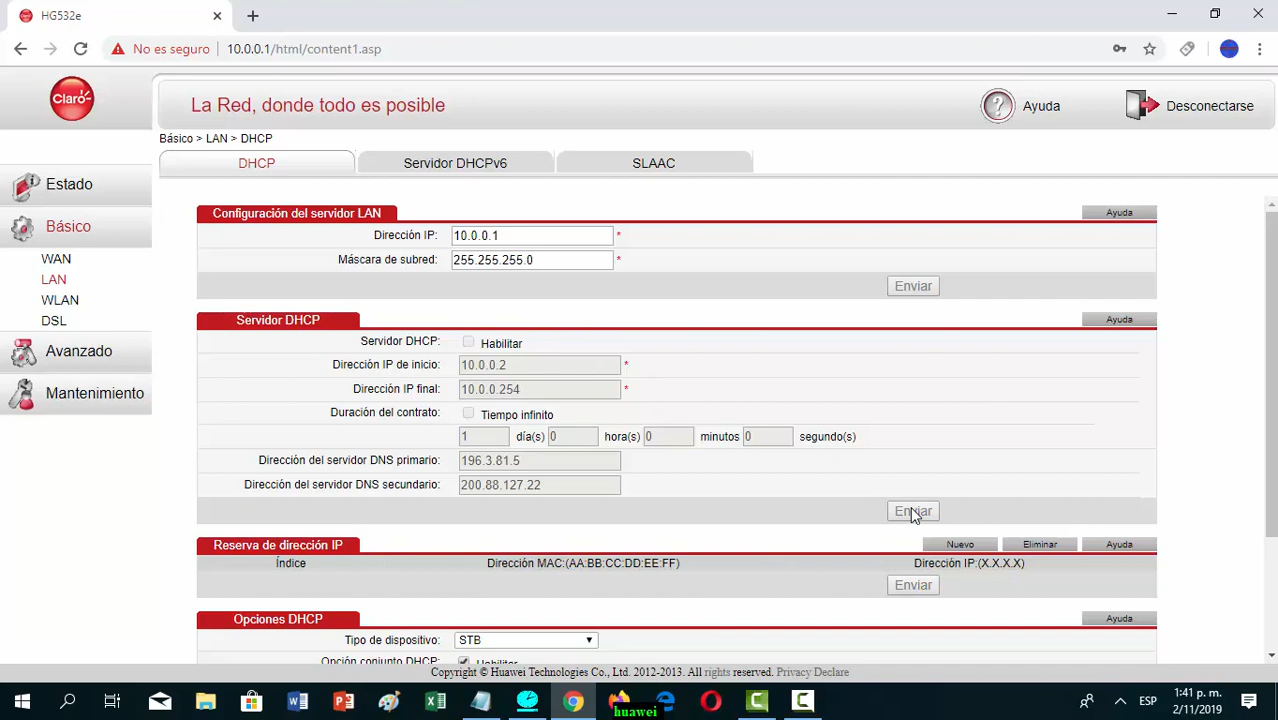 HG532e
No es seguro 10.0.0.1/html/content1.asp
Claro
La Red, donde todo es posible
Ayuda
Desconectarse
Básico > LAN > DHCP
DHCP
Servidor DHCPv6
SLAAC
Estado
Básico
WAN
LAN
WLAN
DSL
Avanzado
Mantenimiento
Configuración del servidor LAN
Ayuda
Dirección IP: 10.0.0.1 *
Máscara de subred: 255.255.255.0 *
Enviar
Servidor DHCP
Ayuda
Servidor DHCP: Habilitar
Dirección IP de inicio: 10.0.0.2 *
Dirección IP final: 10.0.0.254 *
Duración del contrato: Tiempo infinito
1 día(s) 0 hora(s) 0 minutos 0 segundo(s)
Dirección del servidor DNS primario: 196.3.81.5
Dirección del servidor DNS secundario: 200.88.127.22
Enviar
Reserva de dirección IP
Nuevo Eliminar Ayuda
Índice Dirección MAC:(AA:BB:CC:DD:EE:FF) Dirección IP:(X.X.X.X)
Enviar
Opciones DHCP
Ayuda
Tipo de dispositivo: STB
Opción conjunto DHCP: Habilitar
Copyright © Huawei Technologies Co., Ltd. 2012-2013. All rights reserved. Privacy Declare
huawei
ESP
1:41 p. m.
2/11/2019